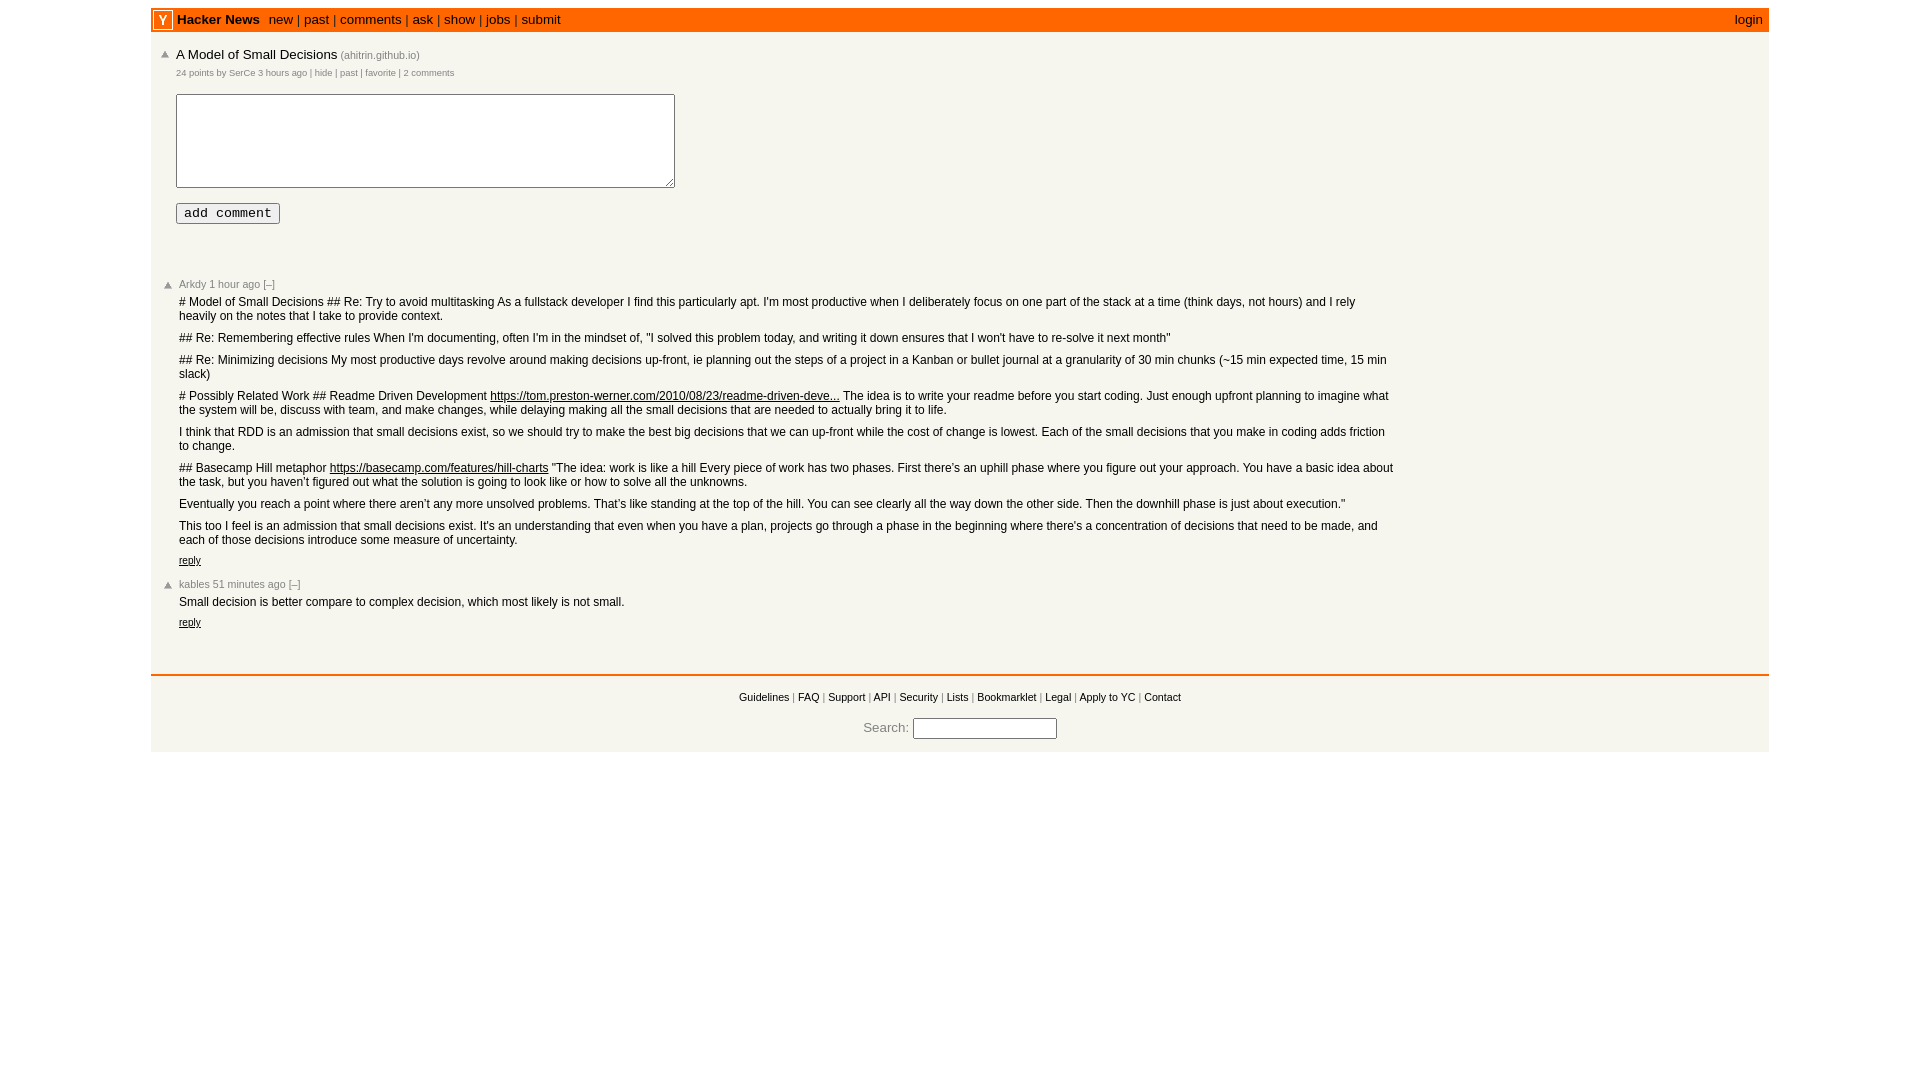 Y Hacker News new | past | comments | ask | show | jobs | submit login
A Model of Small Decisions (ahitrin.github.io)
24 points by SerCe 3 hours ago | hide | past | favorite | 2 comments
add comment
Arkdy 1 hour ago [–]
# Model of Small Decisions ## Re: Try to avoid multitasking As a fullstack developer I find this particularly apt. I'm most productive when I deliberately focus on one part of the stack at a time (think days, not hours) and I rely
heavily on the notes that I take to provide context.
## Re: Remembering effective rules When I'm documenting, often I'm in the mindset of, "I solved this problem today, and writing it down ensures that I won't have to re-solve it next month"
## Re: Minimizing decisions My most productive days revolve around making decisions up-front, ie planning out the steps of a project in a Kanban or bullet journal at a granularity of 30 min chunks (~15 min expected time, 15 min
slack)
# Possibly Related Work ## Readme Driven Development https://tom.preston-werner.com/2010/08/23/readme-driven-deve... The idea is to write your readme before you start coding. Just enough upfront planning to imagine what
the system will be, discuss with team, and make changes, while delaying making all the small decisions that are needed to actually bring it to life.
I think that RDD is an admission that small decisions exist, so we should try to make the best big decisions that we can up-front while the cost of change is lowest. Each of the small decisions that you make in coding adds friction
to change.
## Basecamp Hill metaphor https://basecamp.com/features/hill-charts "The idea: work is like a hill Every piece of work has two phases. First there’s an uphill phase where you figure out your approach. You have a basic idea about
the task, but you haven’t figured out what the solution is going to look like or how to solve all the unknowns.
Eventually you reach a point where there aren’t any more unsolved problems. That’s like standing at the top of the hill. You can see clearly all the way down the other side. Then the downhill phase is just about execution."
This too I feel is an admission that small decisions exist. It's an understanding that even when you have a plan, projects go through a phase in the beginning where there's a concentration of decisions that need to be made, and
each of those decisions introduce some measure of uncertainty.
reply
kables 51 minutes ago [–]
Small decision is better compare to complex decision, which most likely is not small.
reply
Guidelines | FAQ | Support | API | Security | Lists | Bookmarklet | Legal | Apply to YC | Contact
Search: